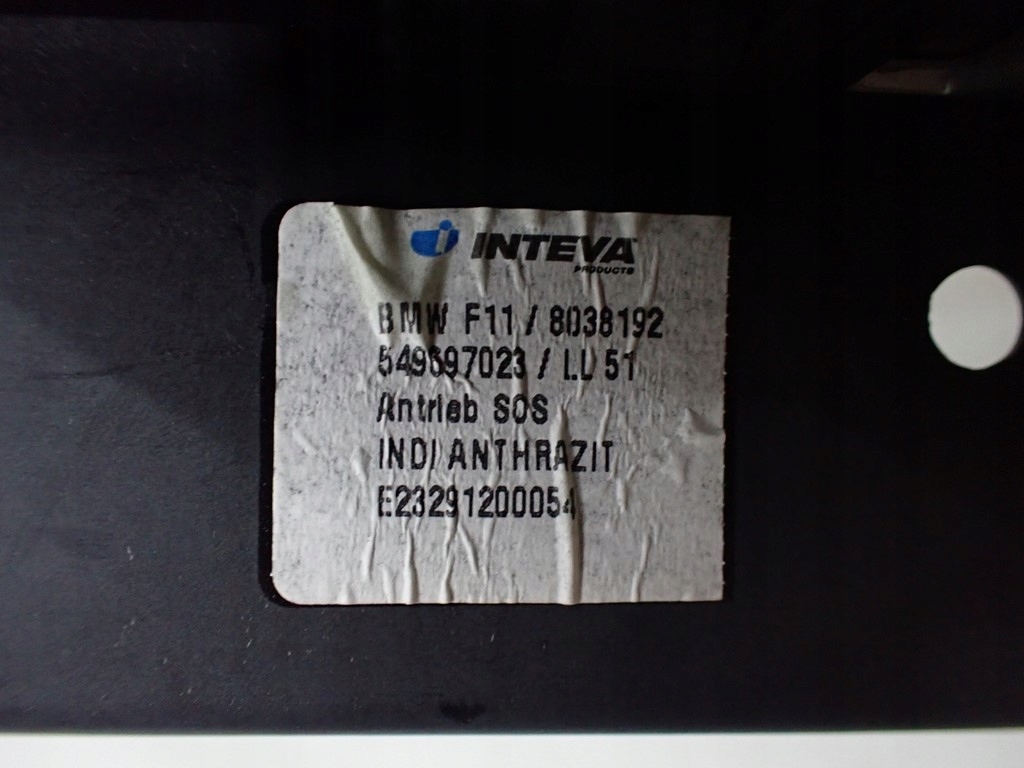 INTEVA
PRODUCTS
BMW F11 / 8038192
549697023 / LL 51
Antrieb SOS
INDI ANTHRAZIT
E23291200054